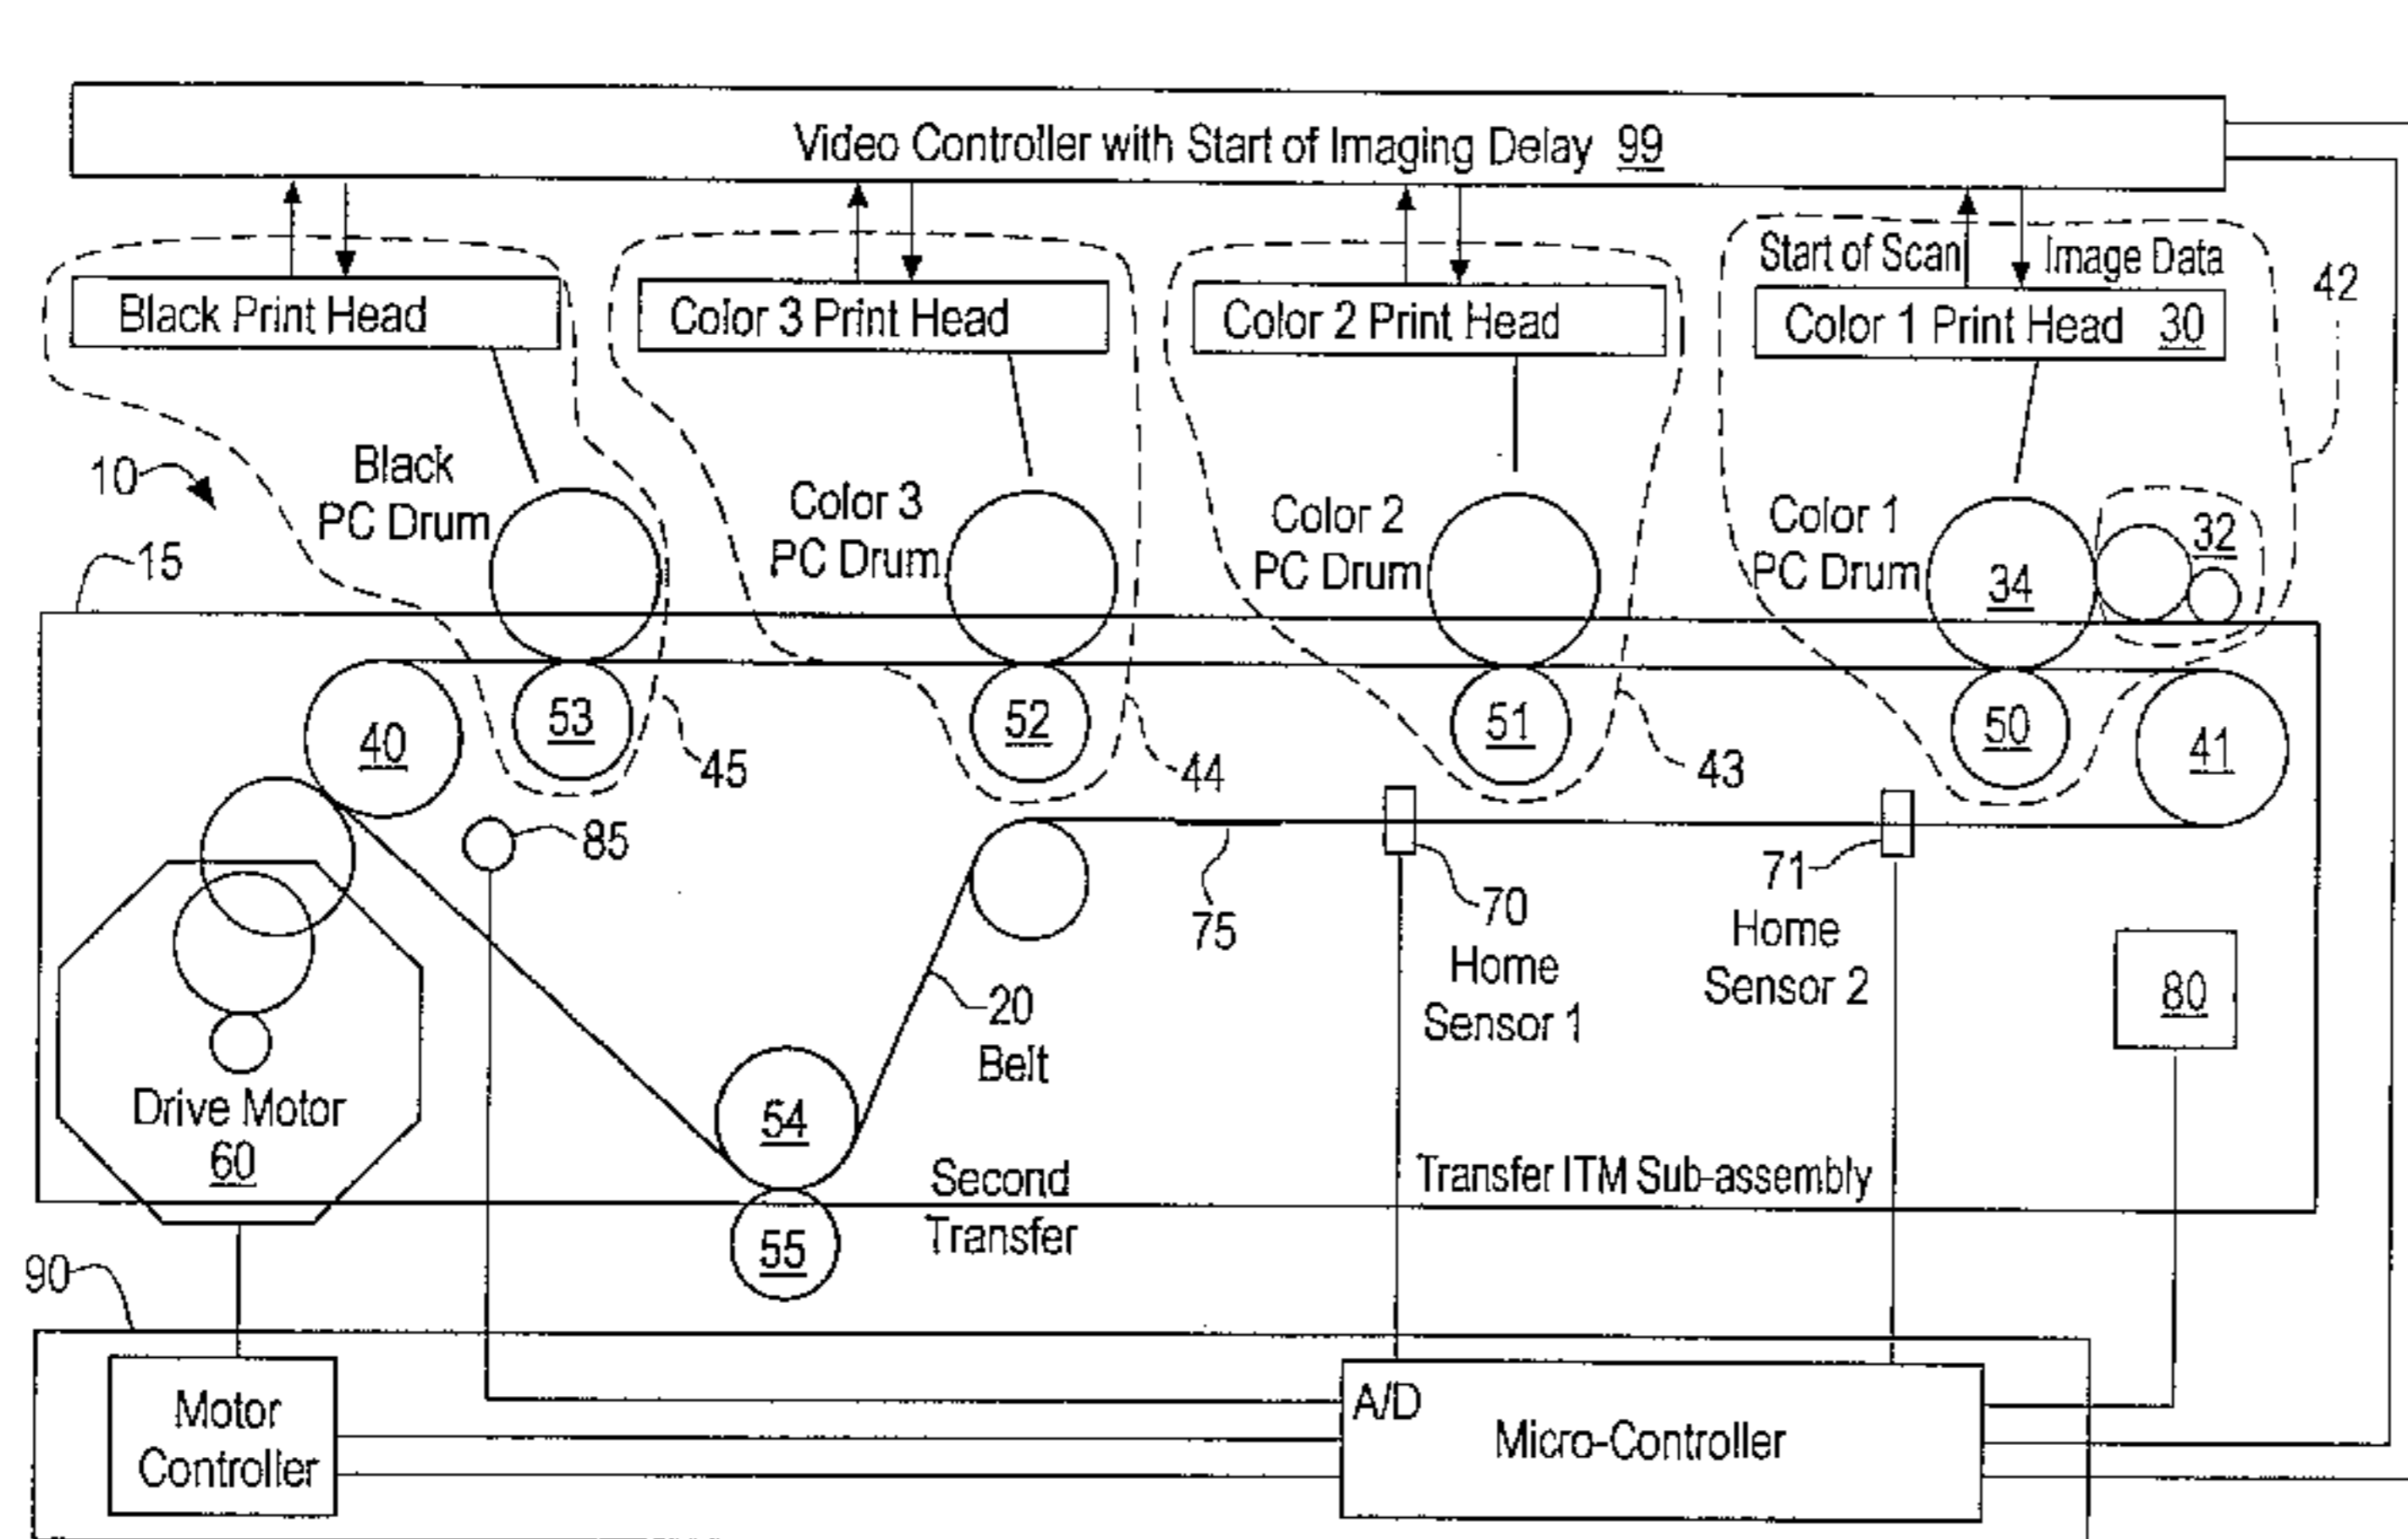 Video Controller with Start of Imaging Delay 99
Start of Scan
Image Data
42
Black Print Head
Color 3 Print Head
Color 2 Print Head
Color 1 Print Head 30
10
Black
PC Drum
Color 3
PC Drum
Color 2
PC Drum
Color 1
PC Drum
34
32
15
40
53
45
52
44
51
43
50
41
85
75
70
Home
Sensor 1
71
Home
Sensor 2
80
20
Belt
Drive Motor
60
54
55
Second
Transfer
Transfer ITM Sub-assembly
90
Motor
Controller
A/D
Micro-Controller